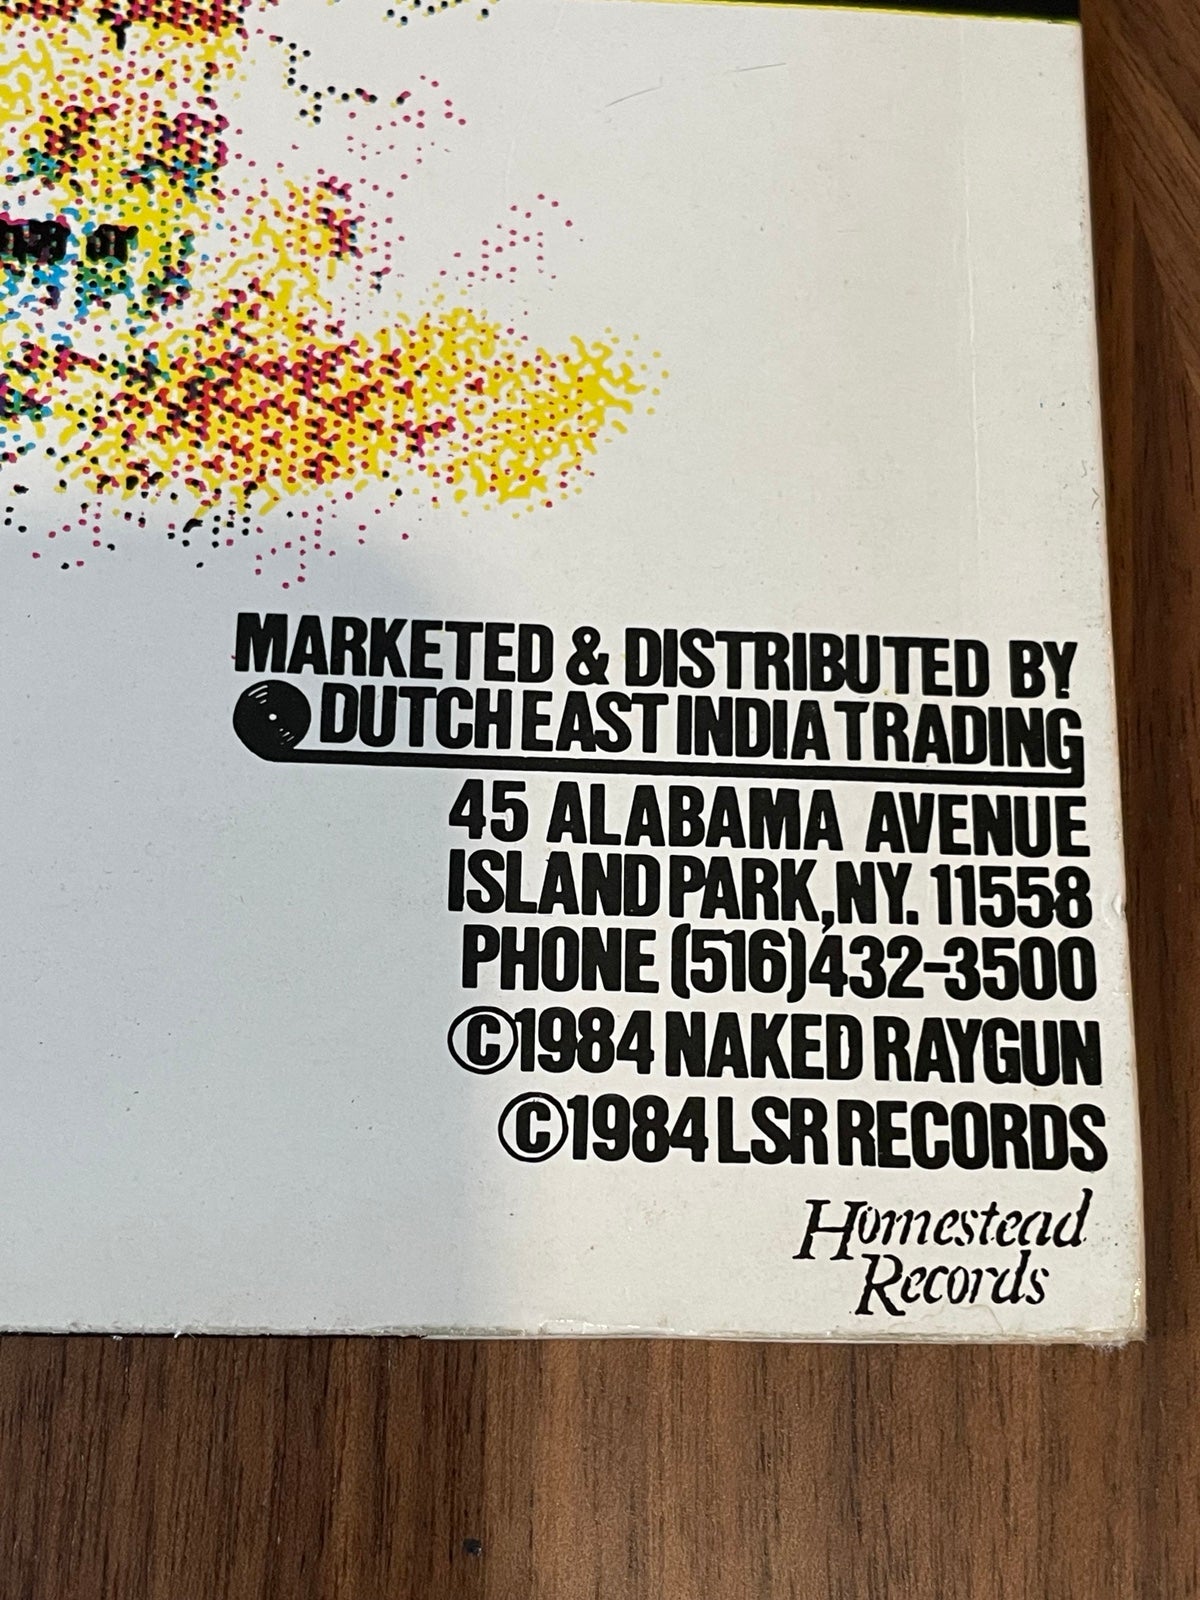 MARKETED & DISTRIBUTED BY
DUTCH EAST INDIA TRADING
45 ALABAMA AVENUE
ISLAND PARK, NY. 11558
PHONE (516) 432-3500
©1984 NAKED RAYGUN
©1984 LSR RECORDS
Homestead
Records